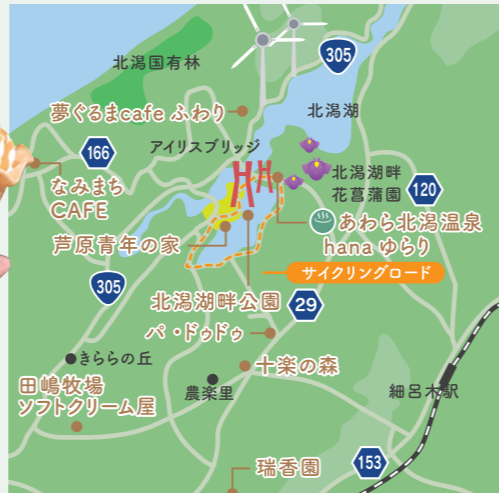 305
北潟国有林
夢ぐるまcafe ふわり
北潟湖
アイリスブリッジ
166
なみまち
CAFE
北潟湖畔
花菖蒲園
120
芦原青年の家
あわら北潟温泉
hana ゆらり
サイクリングロード
305
北潟湖畔公園
29
パ・ドゥドゥ
きららの丘
十楽の森
田嶋牧場
ソフトクリーム屋
農楽里
細呂木駅
瑞香園
153